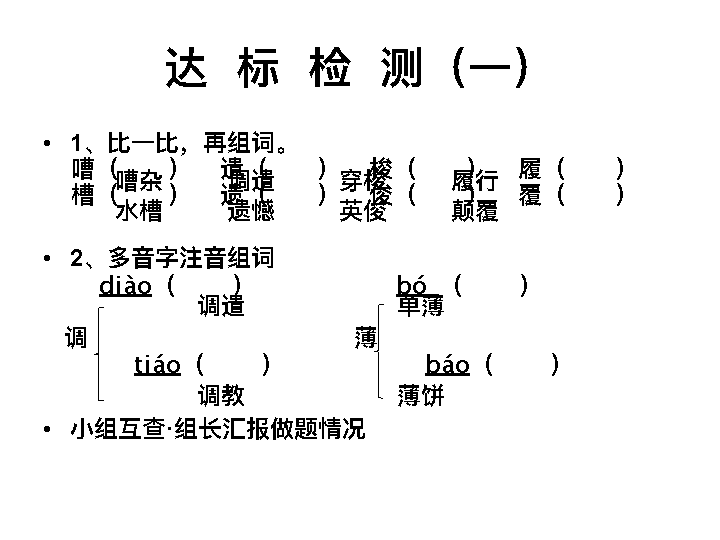 达 标 检 测（一）
• 1、比一比，再组词。
嘈（ ） 遣（ ） 梭（ ） 履（ ）
嘈杂 调遣 穿梭 履行
槽（ ） 遗（ ） 俊（ ） 覆（ ）
水槽 遗憾 英俊 颠覆
• 2、多音字注音组词
diào（ ） bó （ ）
调遣 单薄
调 薄
tiáo（ ） báo（ ）
调教 薄饼
• 小组互查·组长汇报做题情况